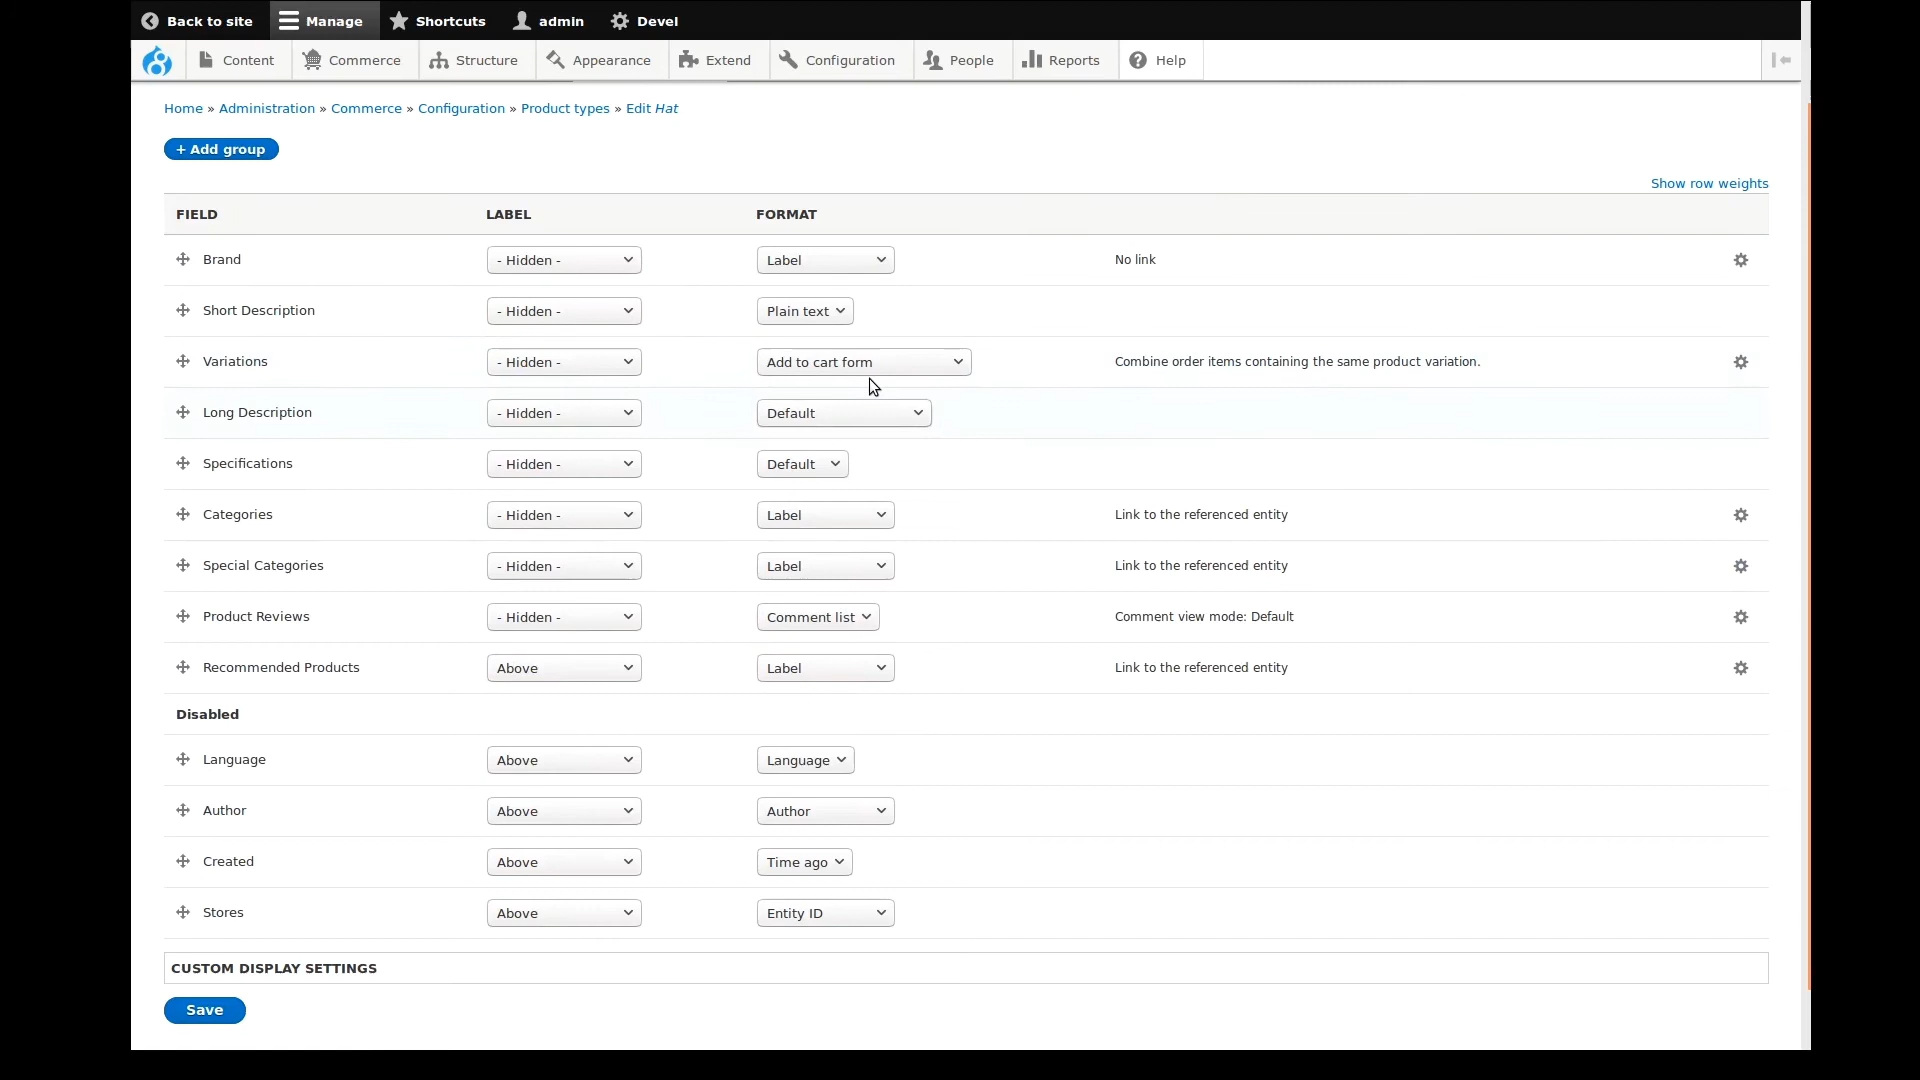 Back to site Manage Shortcuts admin Devel
Content Commerce Structure Appearance Extend Configuration People Reports Help
Home » Administration » Commerce » Configuration » Product types » Edit Hat
+ Add group
Show row weights
FIELD LABEL FORMAT
Brand - Hidden - Label No link
Short Description - Hidden - Plain text
Variations - Hidden - Add to cart form Combine order items containing the same product variation.
Long Description - Hidden - Default
Specifications - Hidden - Default
Categories - Hidden - Label Link to the referenced entity
Special Categories - Hidden - Label Link to the referenced entity
Product Reviews - Hidden - Comment list Comment view mode: Default
Recommended Products Above Label Link to the referenced entity
Disabled
Language Above Language
Author Above Author
Created Above Time ago
Stores Above Entity ID
CUSTOM DISPLAY SETTINGS
Save